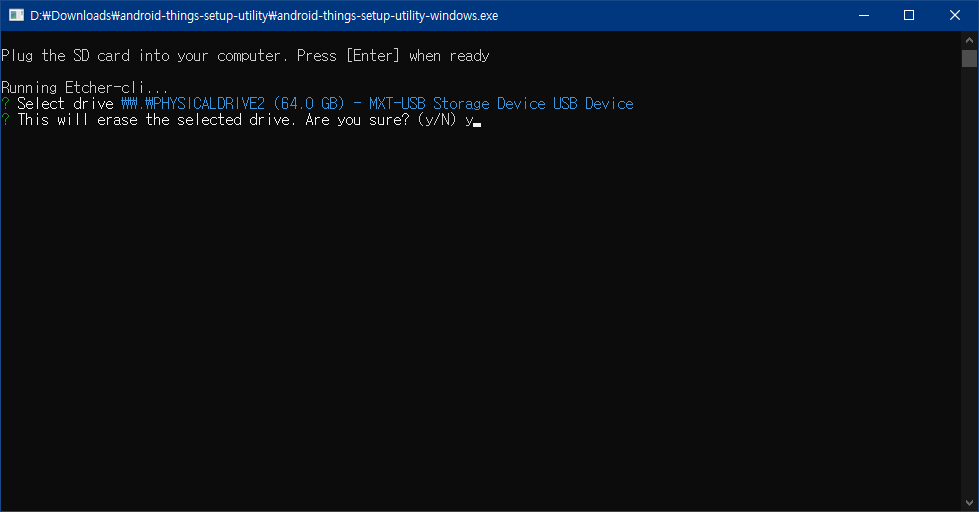 D:₩Downloads₩android-things-setup-utility₩android-things-setup-utility-windows.exe
Plug the SD card into your computer. Press [Enter] when ready
Running Etcher-cli...
? Select drive ₩₩.₩PHYSICALDRIVE2 (64.0 GB) - MXT-USB Storage Device USB Device
? This will erase the selected drive. Are you sure? (y/N) y